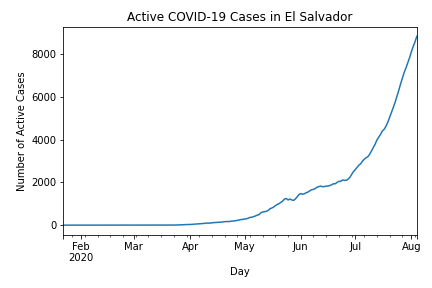 Active COVID-19 Cases in El Salvador
Number of Active Cases
8000
6000
4000
2000
0
Feb
2020
Mar
Apr
May
Jun
Jul
Aug
Day